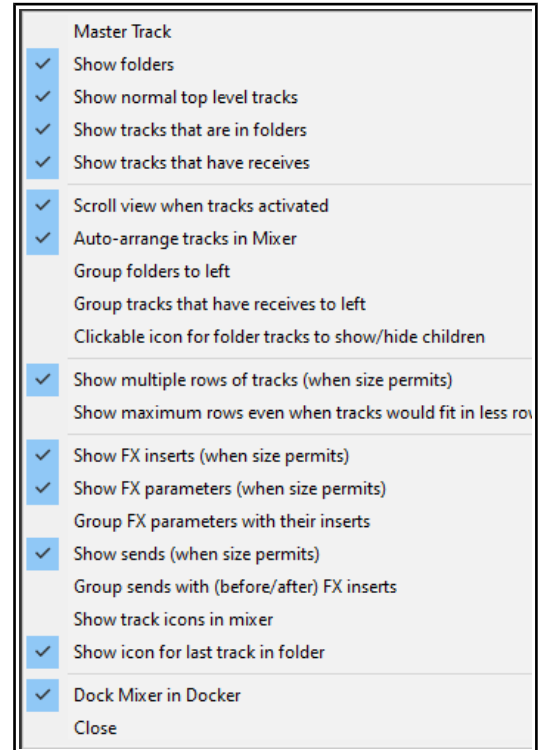 Master Track
Show folders
Show normal top level tracks
Show tracks that are in folders
Show tracks that have receives
Scroll view when tracks activated
Auto-arrange tracks in Mixer
Group folders to left
Group tracks that have receives to left
Clickable icon for folder tracks to show/hide children
Show multiple rows of tracks (when size permits)
Show maximum rows even when tracks would fit in less
Show FX inserts (when size permits)
Show FX parameters (when size permits)
Group FX parameters with their inserts
Show sends (when size permits)
Group sends with (before/after) FX inserts
Show track icons in mixer
Show icon for last track in folder
Dock Mixer in Docker
Close